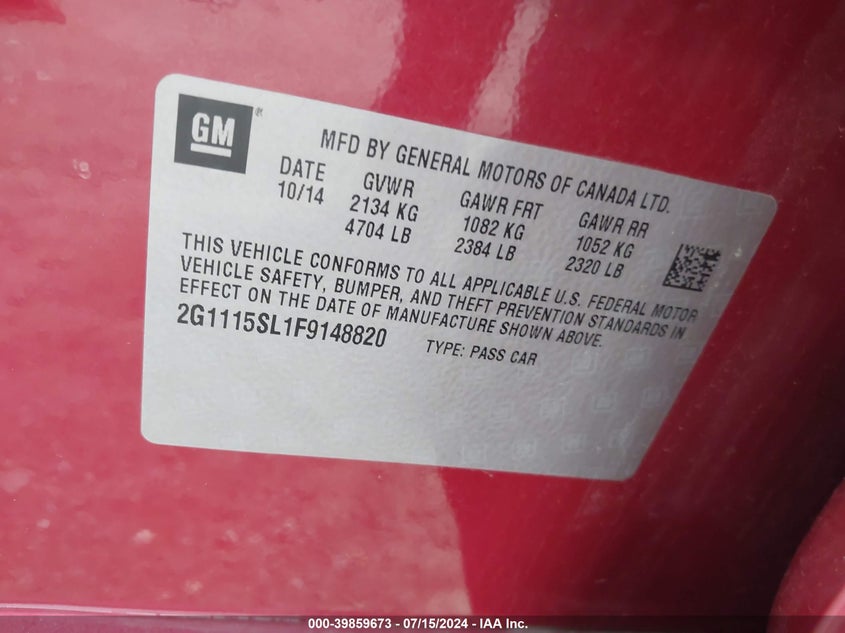 GM®
MFD BY GENERAL MOTORS OF CANADA LTD.
DATE GVWR GAWR FRT GAWR RR
10/14 2134 KG 1082 KG 1052 KG
4704 LB 2384 LB 2320 LB
THIS VEHICLE CONFORMS TO ALL APPLICABLE U.S. FEDERAL MOTOR
VEHICLE SAFETY, BUMPER, AND THEFT PREVENTION STANDARDS IN
EFFECT ON THE DATE OF MANUFACTURE SHOWN ABOVE.
2G1115SL1F9148820 TYPE: PASS CAR
000-39859673 - 07/15/2024 - IAA Inc.